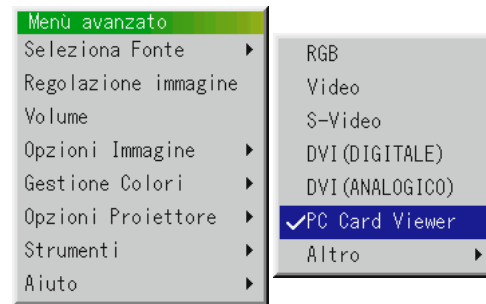 Menù avanzato
Seleziona Fonte
Regolazione immagine
Volume
Opzioni Immagine
Gestione Colori
Opzioni Proiettore
Strumenti
Aiuto
RGB
Video
S-Video
DVI(DIGITALE)
DVI(ANALOGICO)
PC Card Viewer
Altro